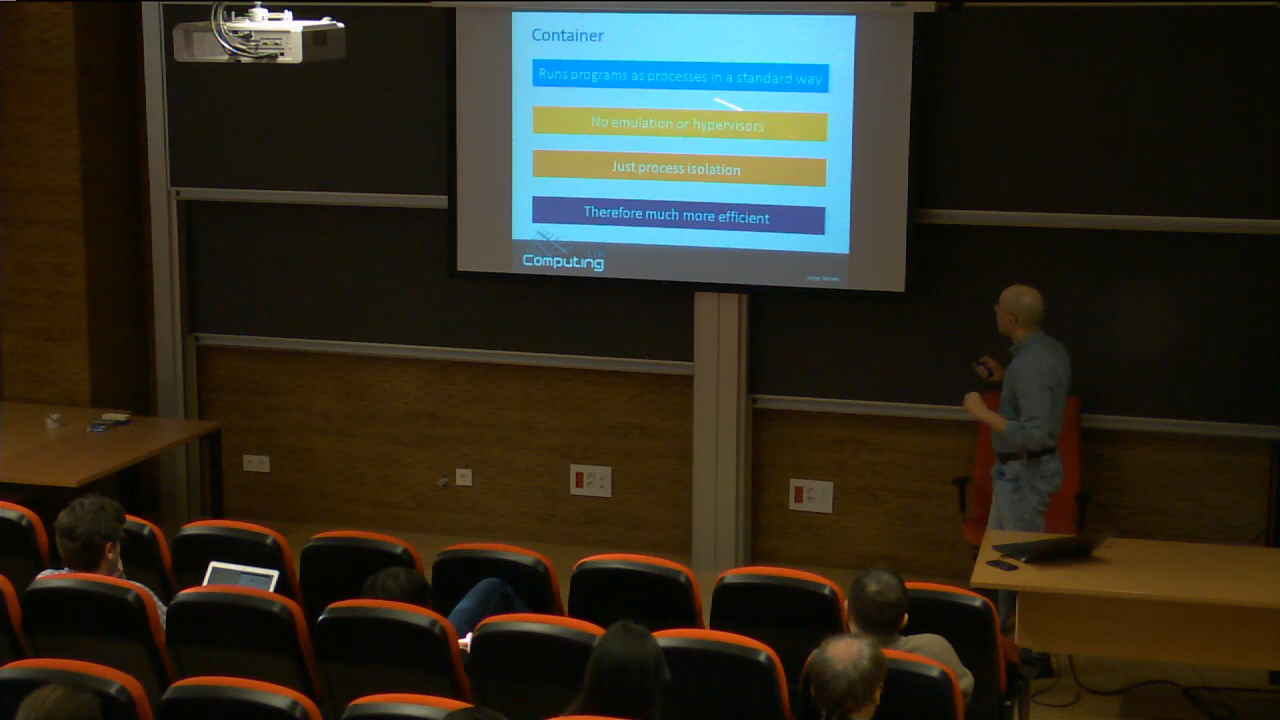 Container
Runs programs as processes in a standard way
No emulation or hypervisors
Just process isolation
Therefore much more efficient
Computing